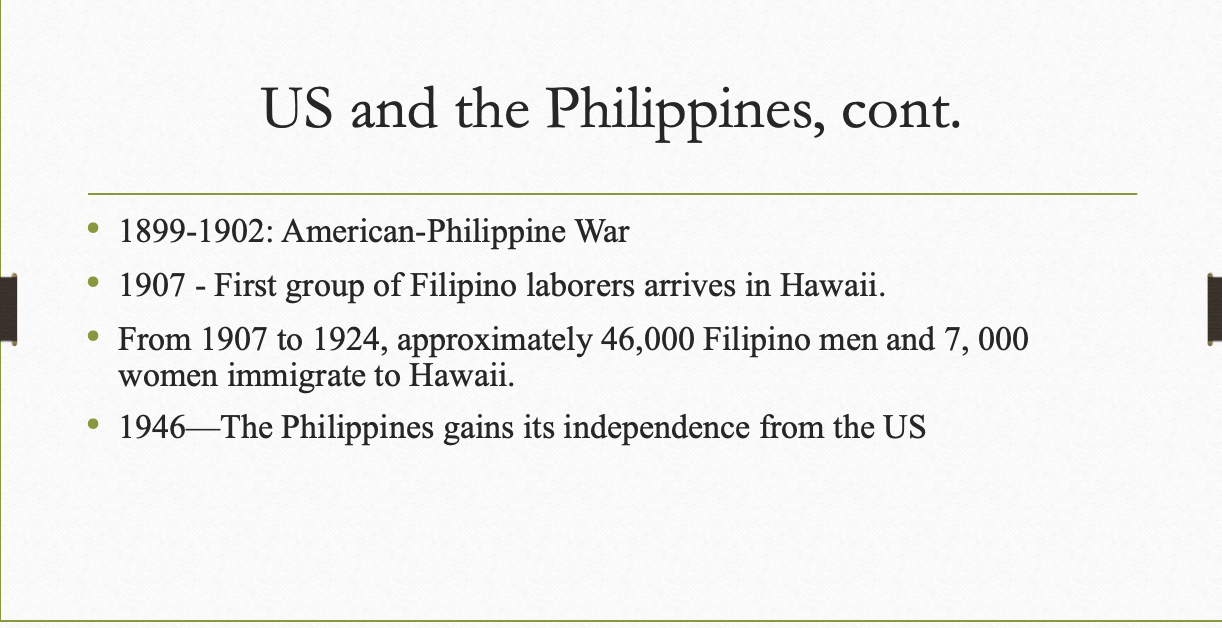 US and the Philippines, cont.
• 1899-1902: American-Philippine War
• 1907 - First group of Filipino laborers arrives in Hawaii.
• From 1907 to 1924, approximately 46,000 Filipino men and 7, 000
women immigrate to Hawaii.
• 1946—The Philippines gains its independence from the US